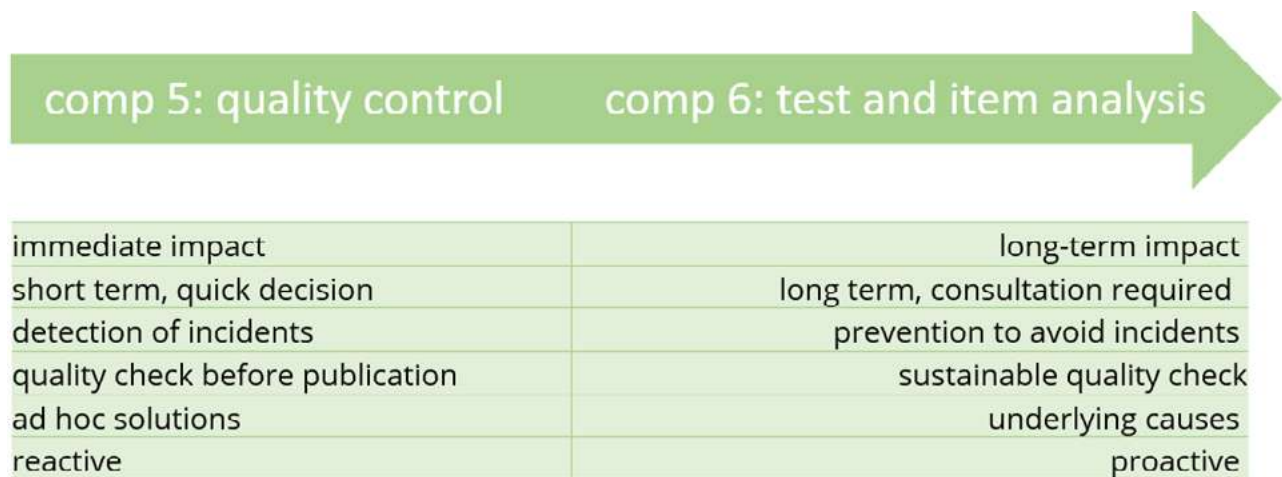 comp 5: quality control comp 6: test and item analysis
immediate impact long-term impact
short term, quick decision long term, consultation required
detection of incidents prevention to avoid incidents
quality check before publication sustainable quality check
ad hoc solutions underlying causes
reactive proactive